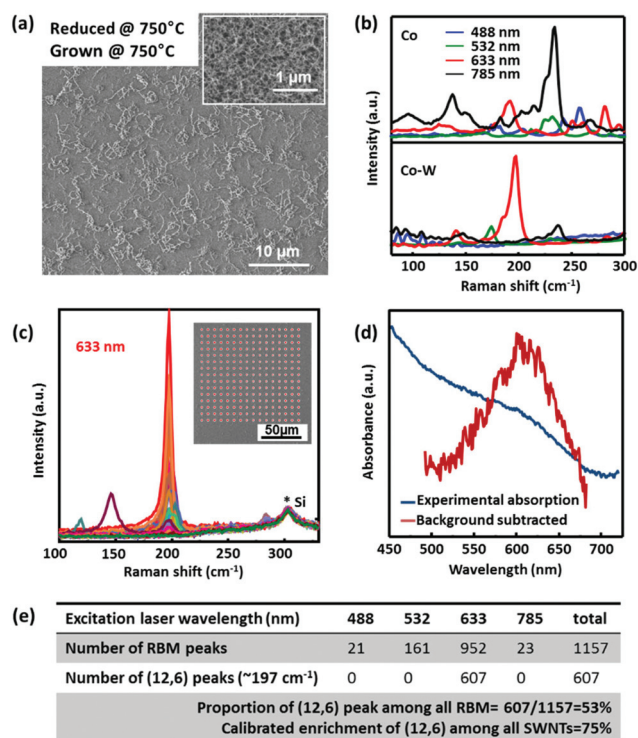 (a) Reduced @ 750°C
Grown @ 750°C
1 µm
10 µm
(b)
Co
488 nm
532 nm
633 nm
785 nm
Co-W
Intensity (a.u.)
100 150 200 250 300
Raman shift (cm-1)
(c)
633 nm
50µm
* Si
Intensity (a.u.)
100 150 200 250 300
Raman shift (cm-1)
(d)
Absorbance (a.u.)
Experimental absorption
Background subtracted
450 500 550 600 650 700
Wavelength (nm)
(e)
Excitation laser wavelength (nm) 488 532 633 785 total
Number of RBM peaks 21 161 952 23 1157
Number of (12,6) peaks (~197 cm-1) 0 0 607 0 607
Proportion of (12,6) peak among all RBM= 607/1157=53%
Calibrated enrichment of (12,6) among all SWNTs=75%